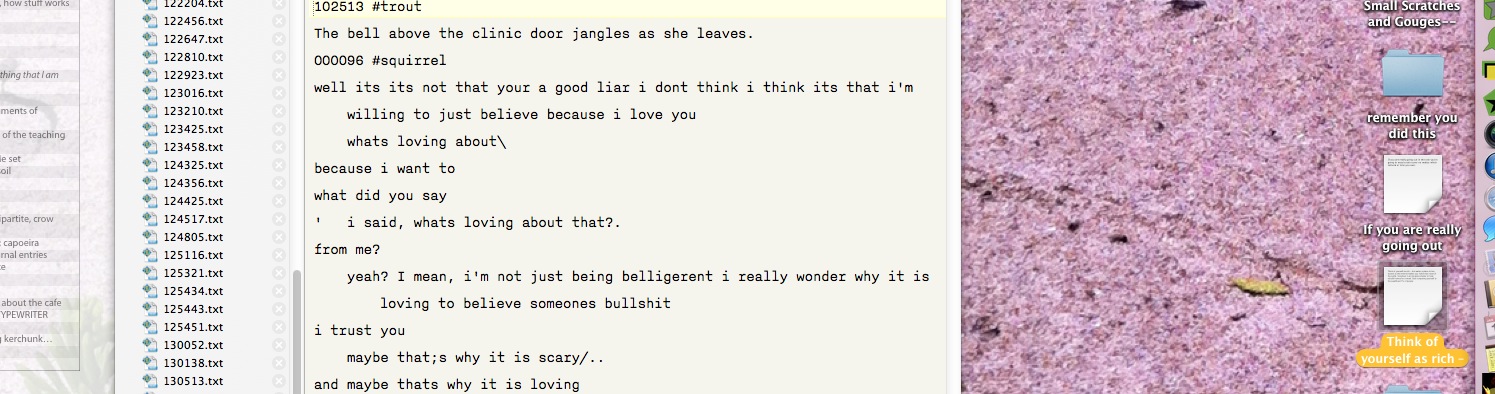 , how stuff works
thing that I am
ments of
of the teaching
le set
soil
ipartite, crow
: capoeira
rnal entries
te
about the cafe
TYPEWRITER
g kerchunk...
122204.txt
122456.txt
122647.txt
122810.txt
122923.txt
123016.txt
123210.txt
123425.txt
123458.txt
124325.txt
124356.txt
124425.txt
124517.txt
124805.txt
125116.txt
125321.txt
125434.txt
125443.txt
125451.txt
130052.txt
130138.txt
130513.txt
102513 #trout
The bell above the clinic door jangles as she leaves.
000096 #squirrel
well its its not that your a good liar i dont think i think its that i'm
willing to just believe because i love you
whats loving about\
because i want to
what did you say
' i said, whats loving about that?.
from me?
yeah? I mean, i'm not just being belligerent i really wonder why it is
loving to believe someones bullshit
i trust you
maybe that;s why it is scary/..
and maybe thats why it is loving
Small Scratches
and Gouges--
remember you
did this
If you are really
going out
Think of
yourself as rich -